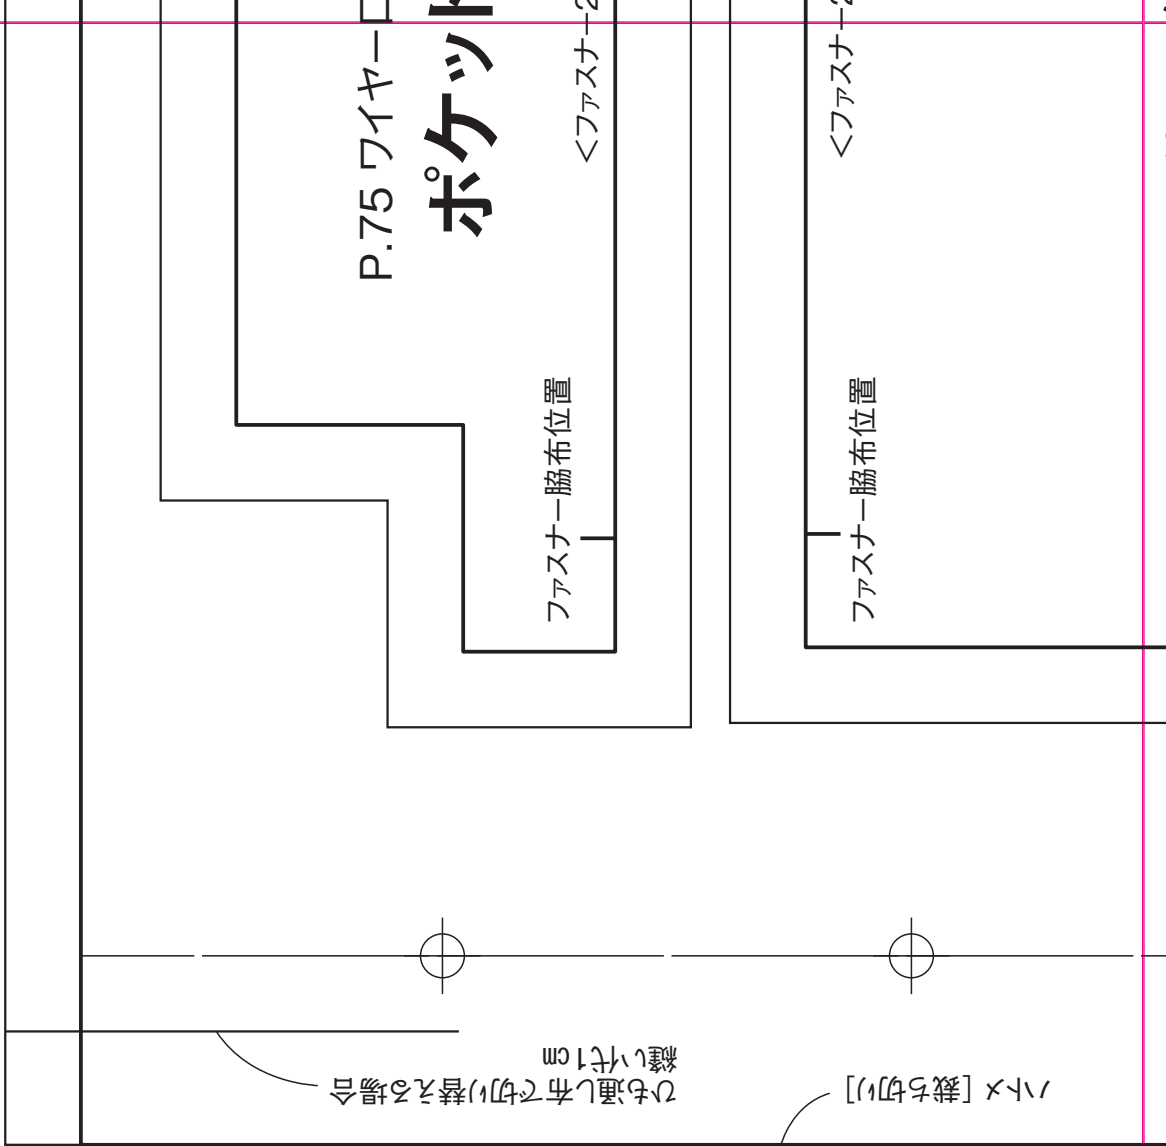 P.75 ワイヤーロ
ポケット
<ファスナー2
ファスナー脇布位置
<ファスナー2
ファスナー脇布位置
ひも通し布で切り替える場合
縫い代1cm
ハトメ [裁ち切り]